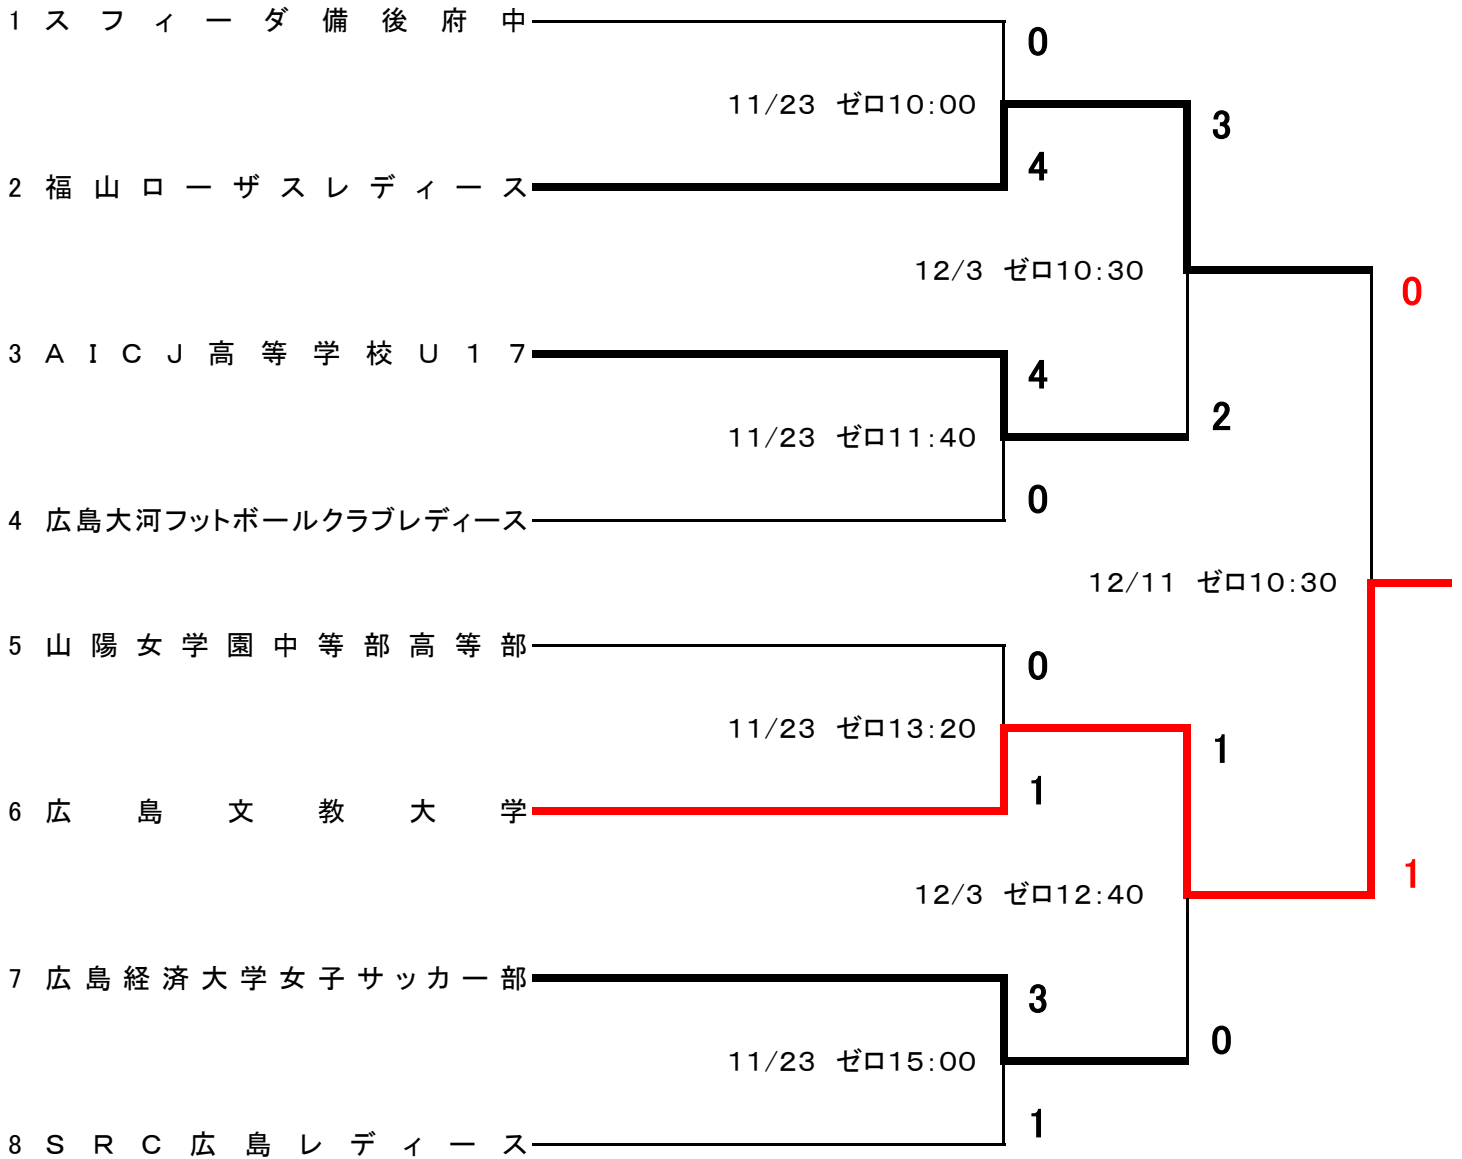 1 スフィーダ備後府中
0
11/23 ゼロ10:00
3
4
2 福山ローザスレディース
12/3 ゼロ10:30
0
3 AICJ高等学校U17
4
2
11/23 ゼロ11:40
0
4 広島大河フットボールクラブレディース
12/11 ゼロ10:30
5 山陽女学園中等部高等部
0
11/23 ゼロ13:20
1
1
6 広島文教大学
1
12/3 ゼロ12:40
7 広島経済大学女子サッカー部
3
0
11/23 ゼロ15:00
1
8 SRC広島レディース